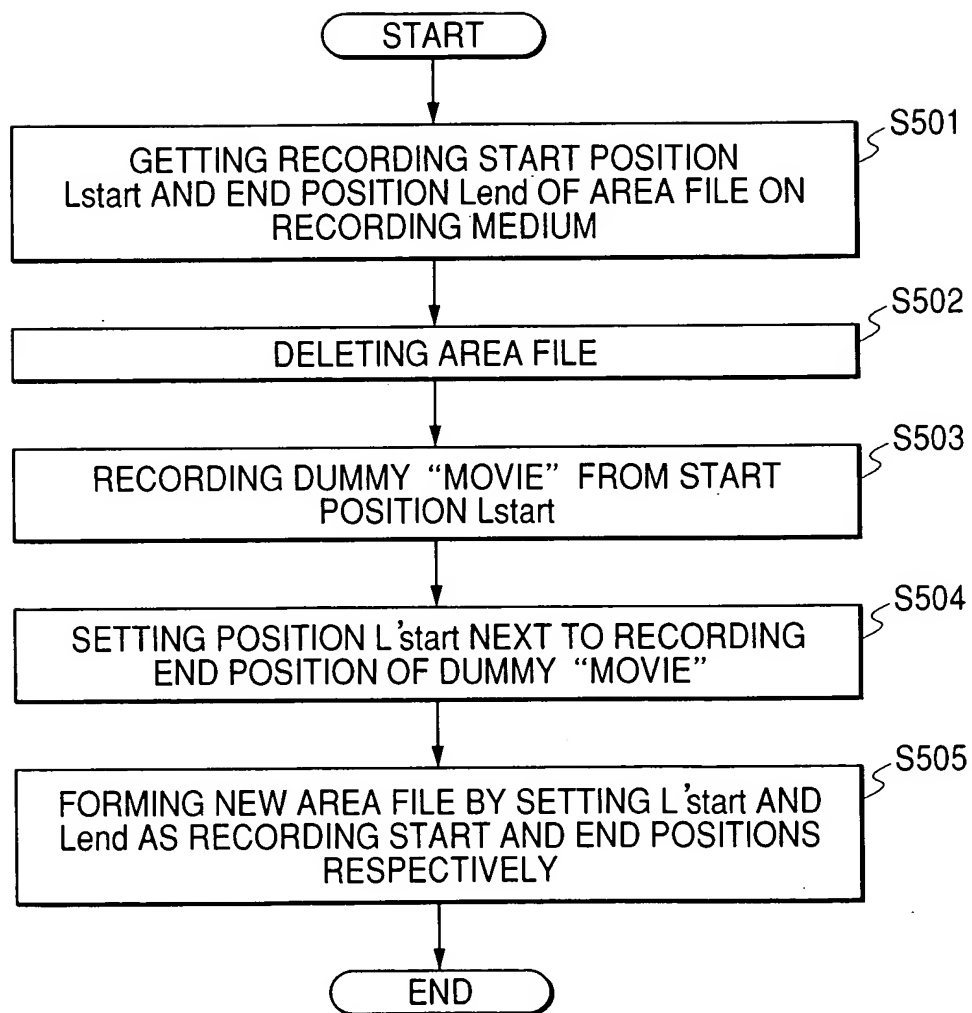 START
S501
GETTING RECORDING START POSITION
Lstart AND END POSITION Lend OF AREA FILE ON
RECORDING MEDIUM
S502
DELETING AREA FILE
S503
RECORDING DUMMY “MOVIE” FROM START
POSITION Lstart
S504
SETTING POSITION L'start NEXT TO RECORDING
END POSITION OF DUMMY “MOVIE”
S505
FORMING NEW AREA FILE BY SETTING L'start AND
Lend AS RECORDING START AND END POSITIONS
RESPECTIVELY
END